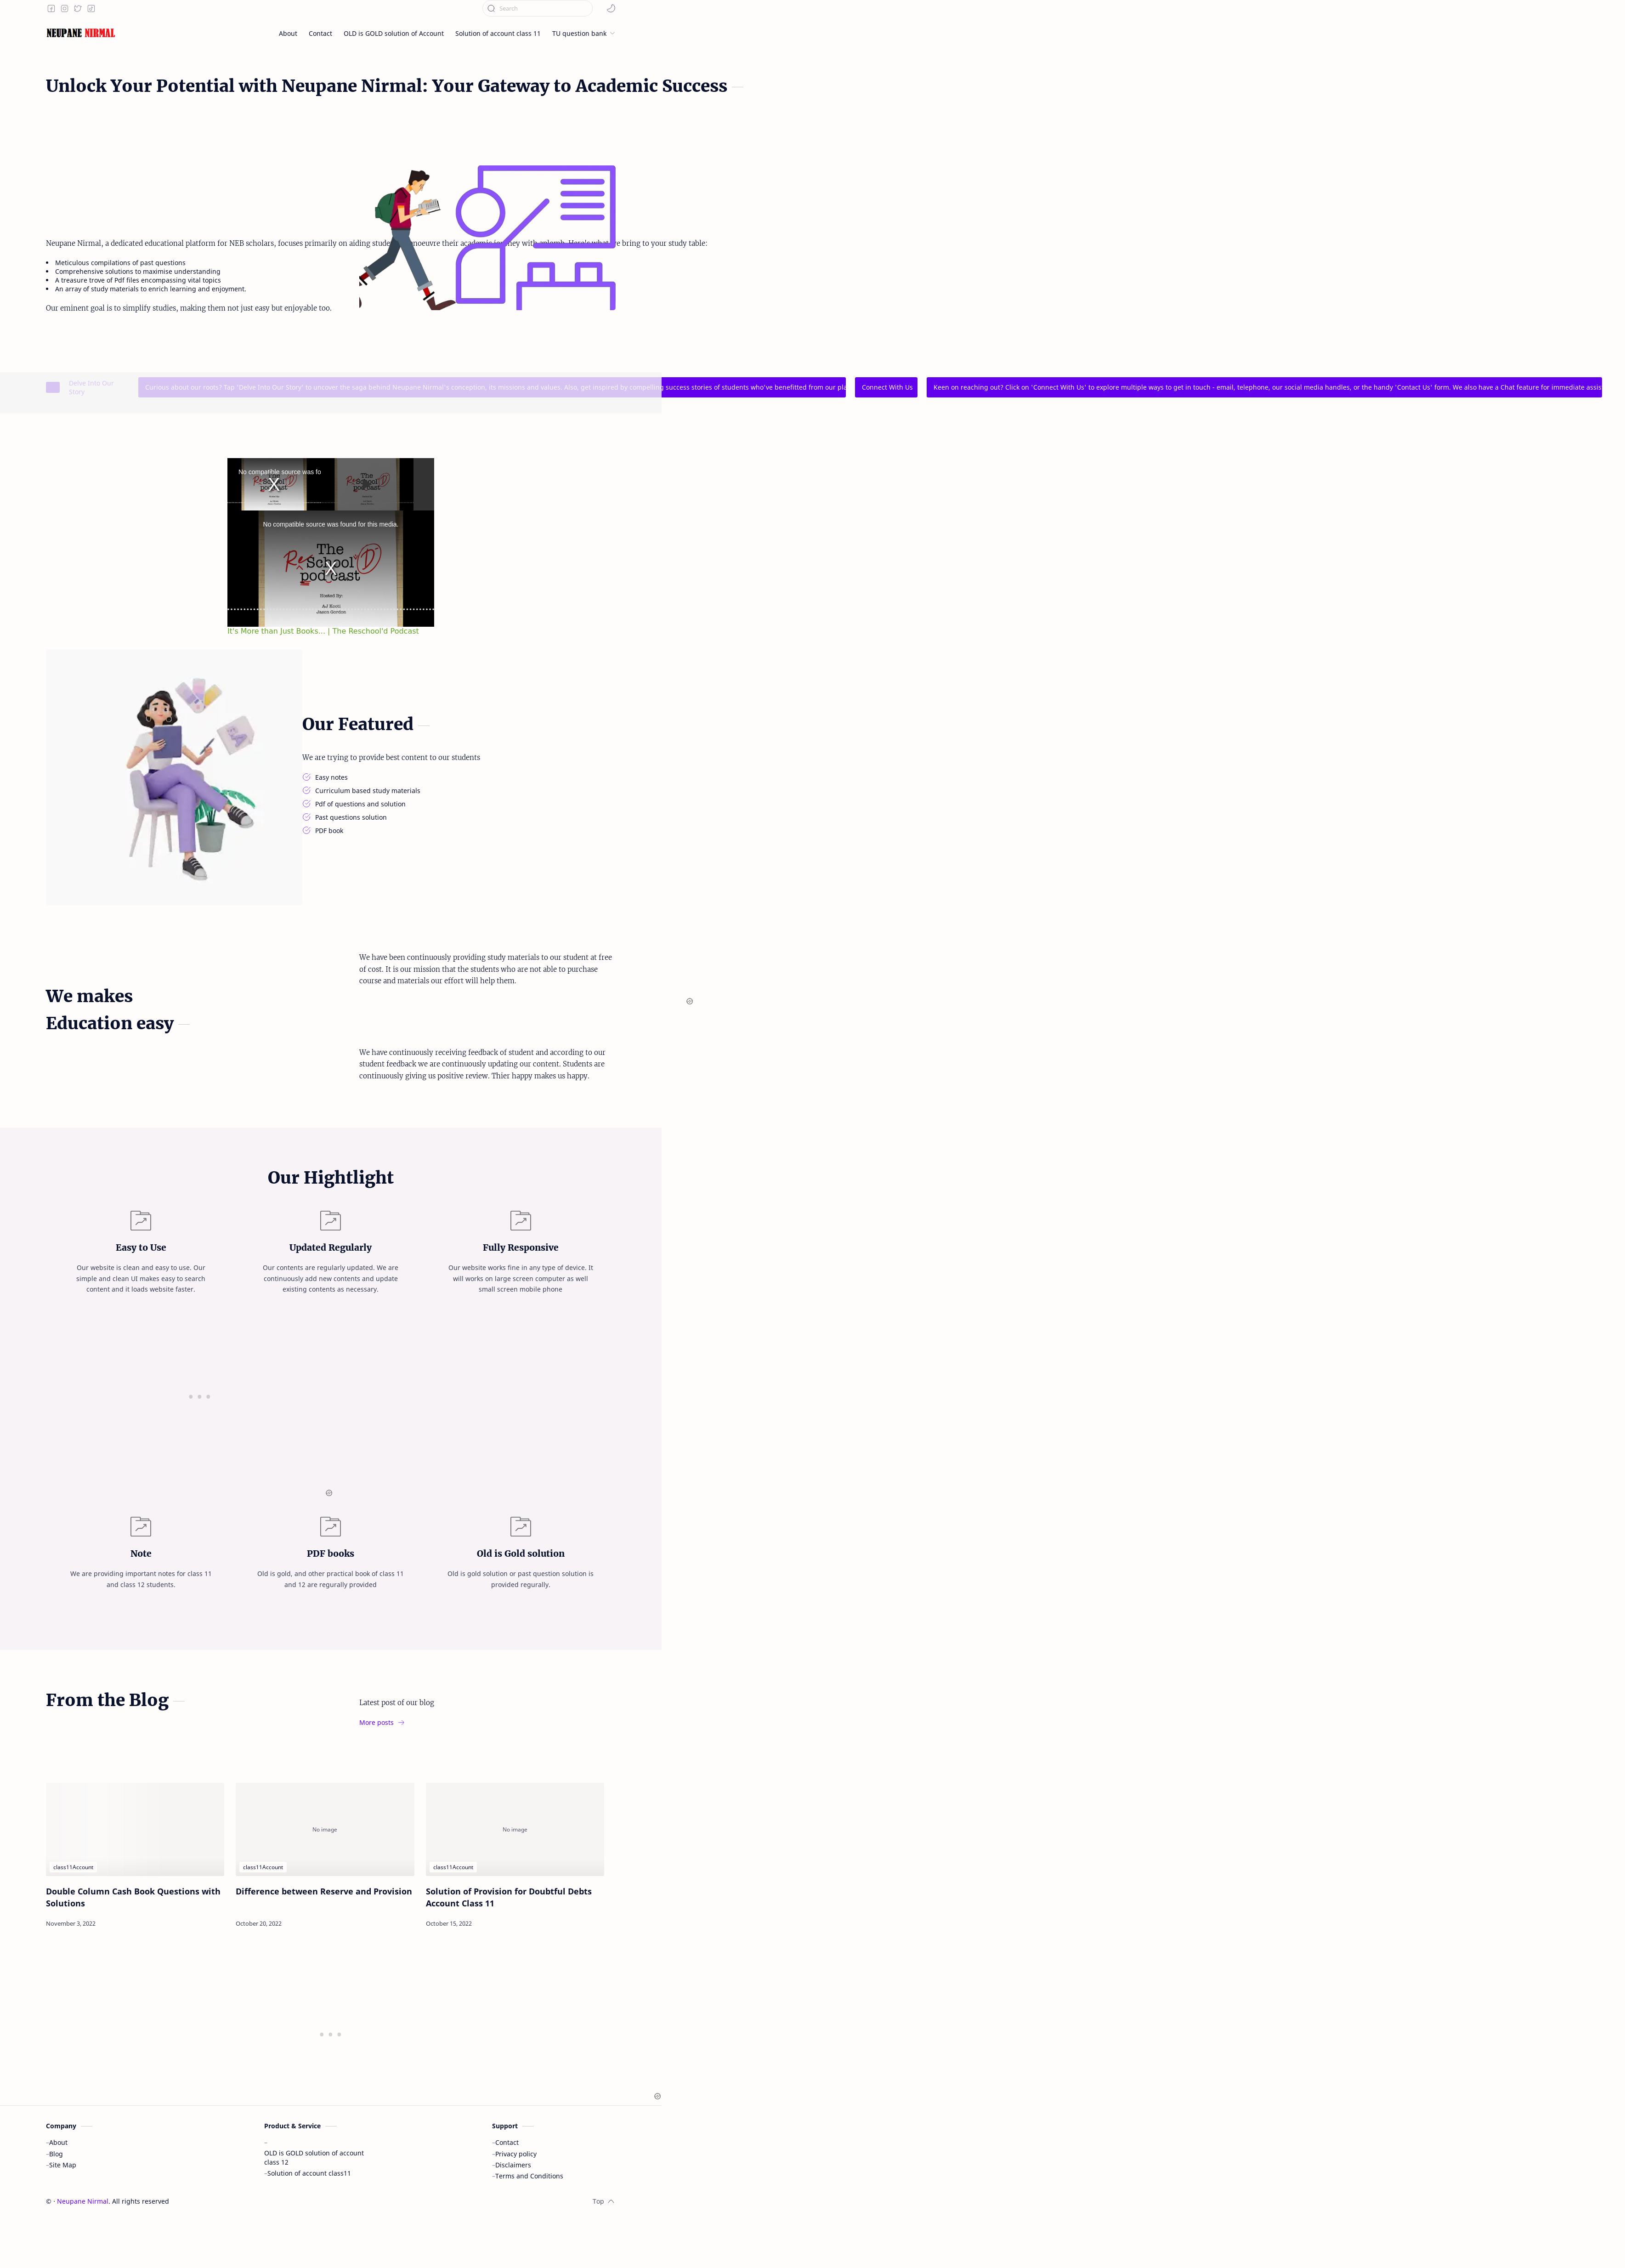 Search
NEUPANE NIRMAL
About
Contact
OLD is GOLD solution of Account
Solution of account class 11
TU question bank
Unlock Your Potential with Neupane Nirmal: Your Gateway to Academic Success
Neupane Nirmal, a dedicated educational platform for NEB scholars, focuses primarily on aiding their academic journey with bring to your study table:
Meticulous compilations of past questions
Comprehensive solutions to maximise understanding
A treasure trove of Pdf files encompassing vital topics
An array of study materials to enrich learning and enjoyment.
Our eminent goal is to simplify studies, making them not just easy but enjoyable too.
Delve Into Our
Story
Curious about our roots? Tap 'Delve Into Our Story' to uncover the saga behind Neupane Nirmal's conception, its missions and values. Also, get inspired by compelling success stories of students who've benefitted from our pla
Connect With Us
Keen on reaching out? Click on 'Connect With Us' to explore multiple ways to get in touch - email, telephone, our social media handles, or the handy 'Contact Us' form. We also have a Chat feature for immediate assis
No compatible source was fo
No compatible source was found for this media.
The
ReSchool'D
podcast
Hosted By:
AJ
Jason Gordon
It's More than Just Books... | The Reschool'd Podcast
Our Featured
We are trying to provide best content to our students
Easy notes
Curriculum based study materials
Pdf of questions and solution
Past questions solution
PDF book
We makes
Education easy
We have been continuously providing study materials to our student at free
of cost. It is our mission that the students who are not able to purchase
course and materials our effort will help them.
We have continuously receiving feedback of student and according to our
student feedback we are continuously updating our content. Students are
continuously giving us positive review. Thier happy makes us happy.
Our Hightlight
Easy to Use
Our website is clean and easy to use. Our
simple and clean UI makes easy to search
content and it loads website faster.
Updated Regularly
Our contents are regularly updated. We are
continuously add new contents and update
existing contents as necessary.
Fully Responsive
Our website works fine in any type of device. It
will works on large screen computer as well
small screen mobile phone
Note
We are providing important notes for class 11
and class 12 students.
PDF books
Old is gold, and other practical book of class 11
and 12 are regurally provided
Old is Gold solution
Old is gold solution or past question solution is
provided regurally.
From the Blog
Latest post of our blog
More posts
class11Account
Double Column Cash Book Questions with
Solutions
November 3, 2022
No image
class11Account
Difference between Reserve and Provision
October 20, 2022
No image
class11Account
Solution of Provision for Doubtful Debts
Account Class 11
October 15, 2022
Company
About
Blog
Site Map
Product & Service
OLD is GOLD solution of account
class 12
Solution of account class11
Support
Contact
Privacy policy
Disclaimers
Terms and Conditions
© · Neupane Nirmal. All rights reserved
Top